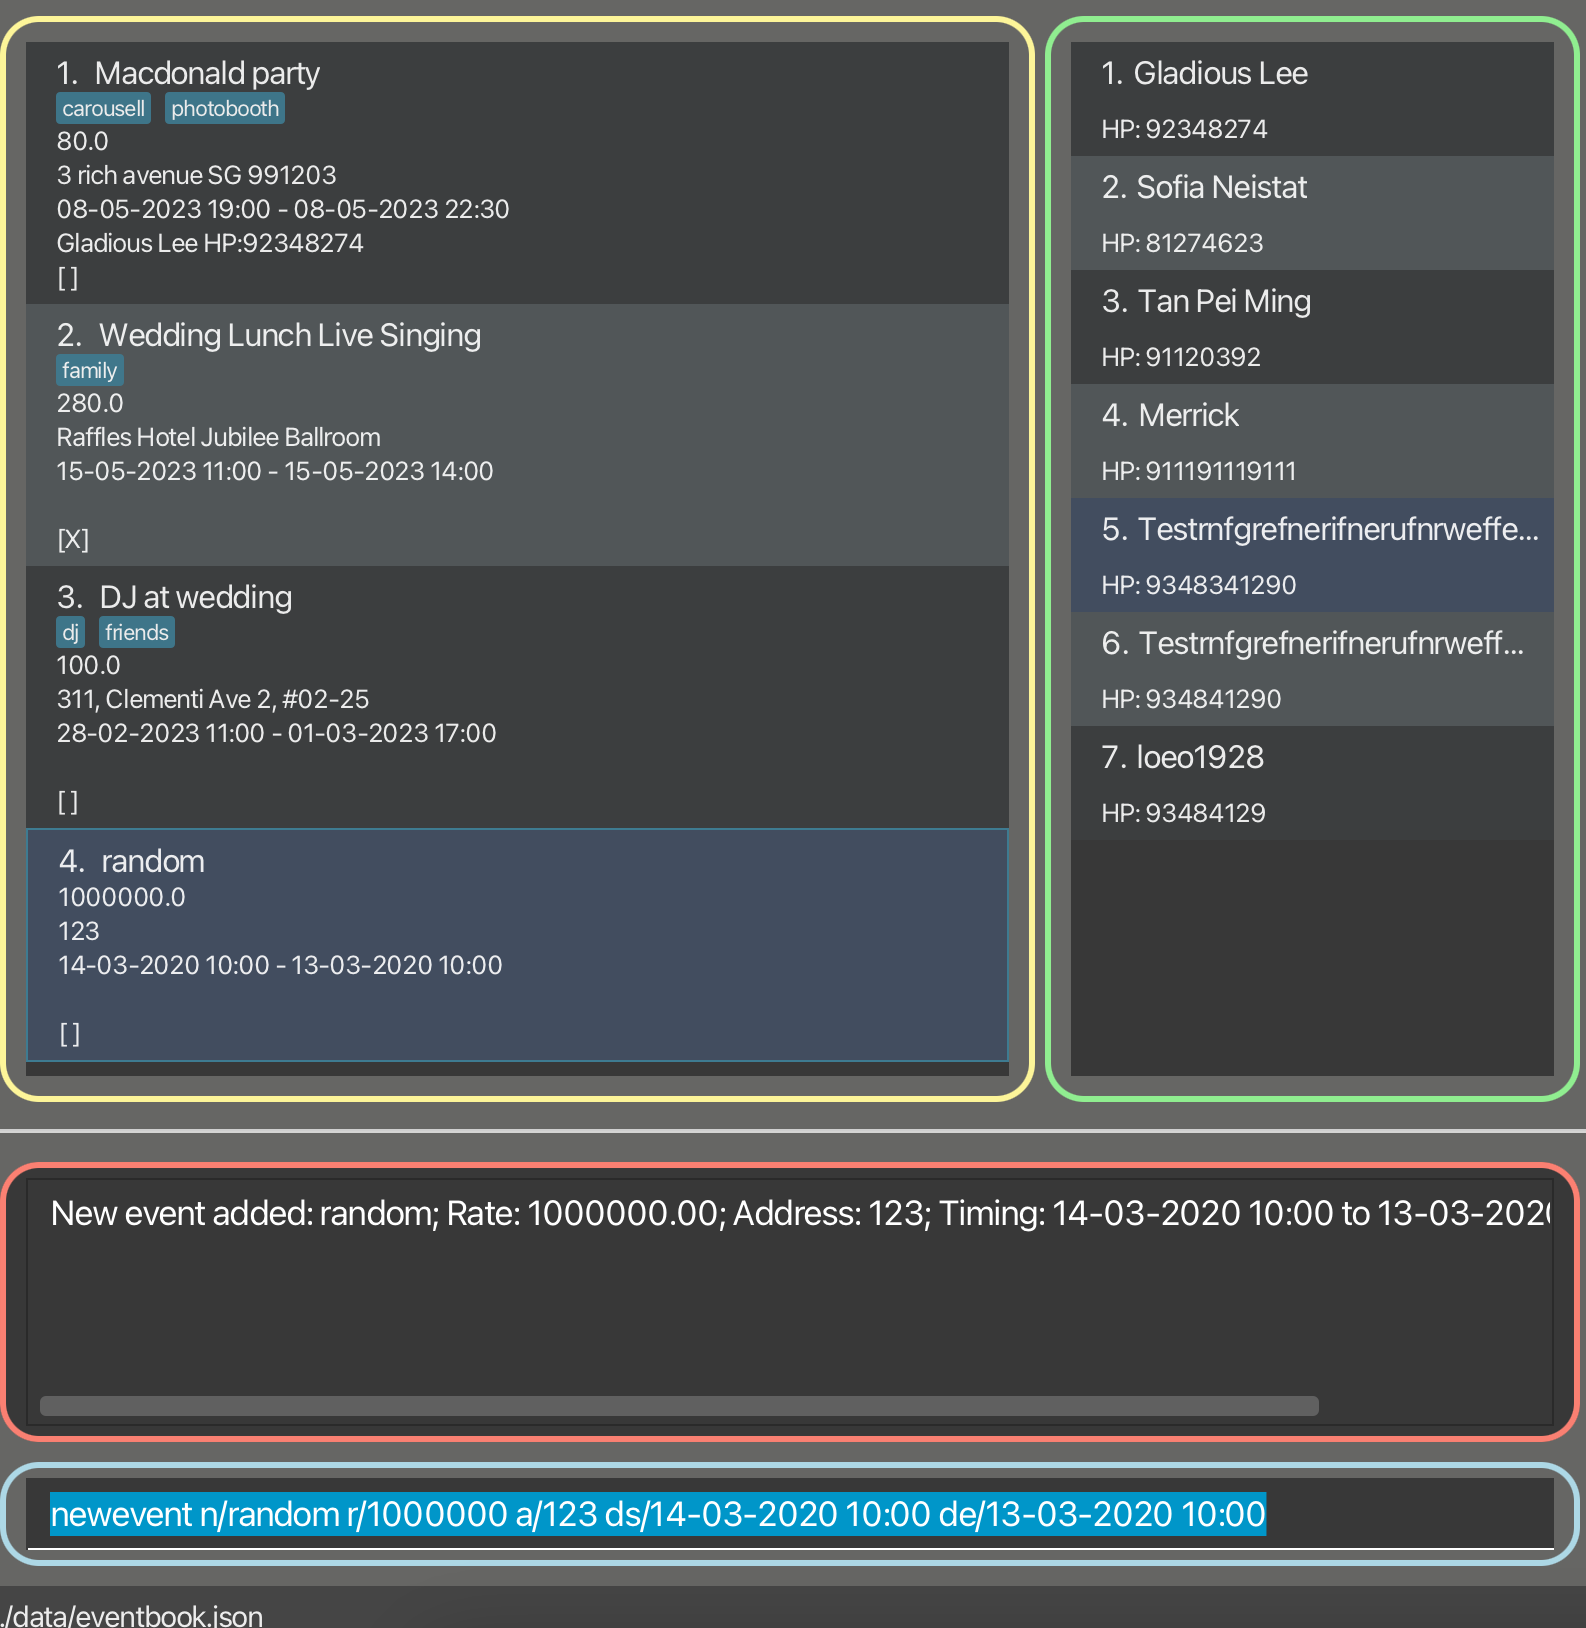 1. Macdonald party
carousell photobooth
80.0
3 rich avenue SG 991203
08-05-2023 19:00 - 08-05-2023 22:30
Gladious Lee HP:92348274
[ ]
2. Wedding Lunch Live Singing
family
280.0
Raffles Hotel Jubilee Ballroom
15-05-2023 11:00 - 15-05-2023 14:00
[X]
3. DJ at wedding
dj friends
100.0
311, Clementi Ave 2, #02-25
28-02-2023 11:00 - 01-03-2023 17:00
[ ]
4. random
1000000.0
123
14-03-2020 10:00 - 13-03-2020 10:00
[ ]
1. Gladious Lee
HP: 92348274
2. Sofia Neistat
HP: 81274623
3. Tan Pei Ming
HP: 91120392
4. Merrick
HP: 911191119111
5. Testrnfgrefnerifnerufnrweffe...
HP: 9348341290
6. Testrnfgrefnerifnerufnrweff...
HP: 934841290
7. loeo1928
HP: 93484129
New event added: random; Rate: 1000000.00; Address: 123; Timing: 14-03-2020 10:00 to 13-03-2020
newevent n/random r/1000000 a/123 ds/14-03-2020 10:00 de/13-03-2020 10:00
./data/eventbook.json